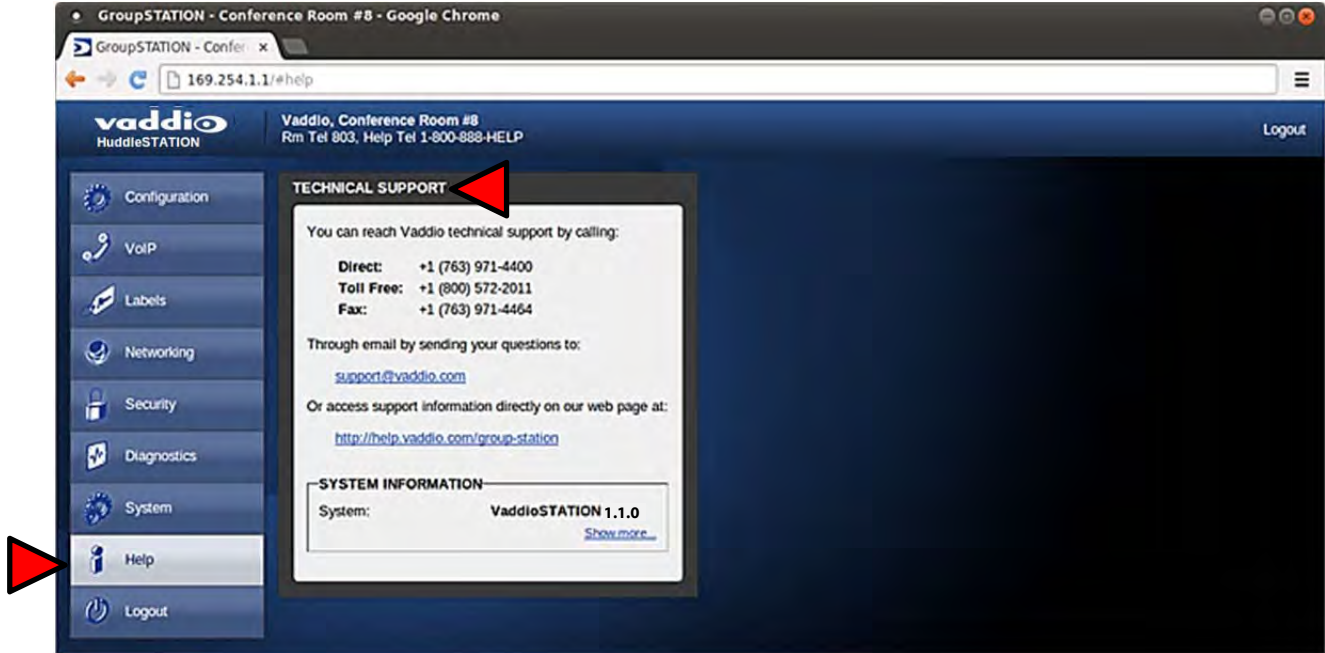 GroupSTATION - Conference Room #8 - Google Chrome
GroupSTATION - Confer
169.254.1.1/#help
vaddio
HuddleSTATION
Vaddio, Conference Room #8
Rm Tel 803, Help Tel 1-800-888-HELP
Logout
Configuration
VoIP
Labels
Networking
Security
Diagnostics
System
Help
Logout
TECHNICAL SUPPORT
You can reach Vaddio technical support by calling:
Direct: +1 (763) 971-4400
Toll Free: +1 (800) 572-2011
Fax: +1 (763) 971-4464
Through email by sending your questions to:
support@vaddio.com
Or access support information directly on our web page at:
http://help.vaddio.com/group-station
SYSTEM INFORMATION
System: VaddioSTATION 1.1.0
Show more...